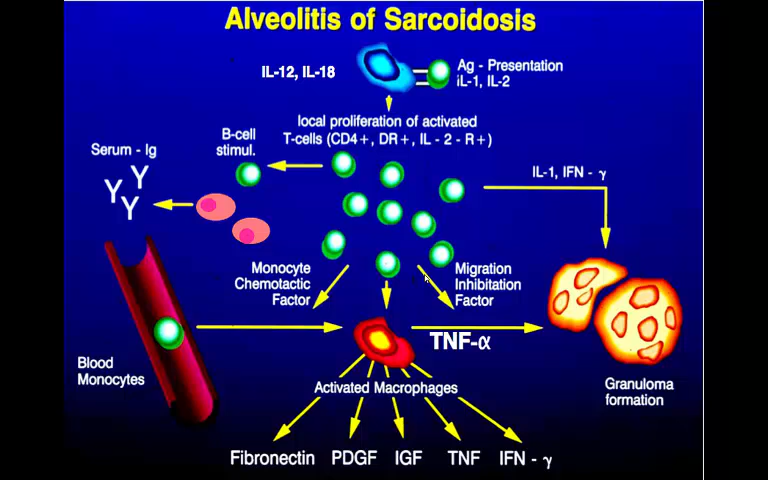 Alveolitis of Sarcoidosis
IL-12, IL-18
Ag - Presentation
IL-1, IL-2
local proliferation of activated
T-cells (CD4+, DR+, IL - 2 - R+)
B-cell
stimul.
Serum - Ig
Y Y Y
IL-1, IFN - γ
Monocyte
Chemotactic
Factor
Migration
Inhibitation
Factor
TNF-α
Blood
Monocytes
Activated Macrophages
Granuloma
formation
Fibronectin PDGF IGF TNF IFN - γ